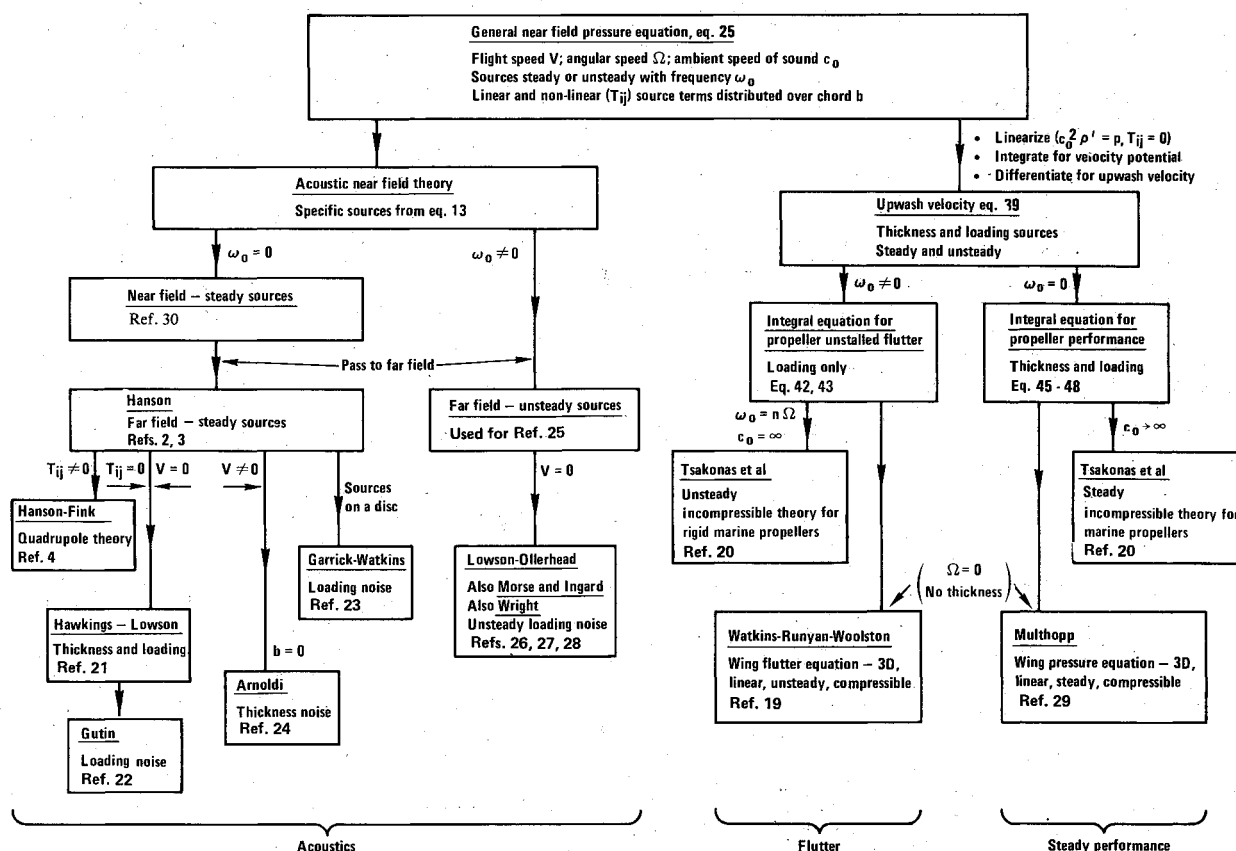 General near field pressure equation, eq. 25
Flight speed V; angular speed Ω; ambient speed of sound c₀
Sources steady or unsteady with frequency ω₀
Linear and non-linear (Tᵢⱼ) source terms distributed over chord b
• Linearize (c₀² ρ' = p, Tᵢⱼ = 0)
• Integrate for velocity potential
• Differentiate for upwash velocity
Acoustic near field theory
Specific sources from eq. 13
Upwash velocity eq. 39
Thickness and loading sources
Steady and unsteady
ω₀ = 0
ω₀ ≠ 0
ω₀ ≠ 0
ω₀ = 0
Near field – steady sources
Ref. 30
Integral equation for
propeller unstalled flutter
Loading only
Eq. 42, 43
Integral equation for
propeller performance
Thickness and loading
Eq. 45 - 48
Pass to far field
Hanson
Far field – steady sources
Refs. 2, 3
Far field – unsteady sources
Used for Ref. 25
ω₀ = n Ω
c₀ = ∞
c₀ → ∞
Tᵢⱼ ≠ 0
Tᵢⱼ = 0
V = 0
V ≠ 0
Sources
on a disc
V = 0
Tsakonas et al
Unsteady
incompressible theory for
rigid marine propellers
Ref. 20
Tsakonas et al
Steady
incompressible theory for
marine propellers
Ref. 20
Hanson-Fink
Quadrupole theory
Ref. 4
Garrick-Watkins
Loading noise
Ref. 23
Lowson-Ollerhead
Also Morse and Ingard
Also Wright
Unsteady loading noise
Refs. 26, 27, 28
(Ω = 0
No thickness)
Hawkings – Lowson
Thickness and loading
Ref. 21
b = 0
Watkins-Runyan-Woolston
Wing flutter equation – 3D,
linear, unsteady, compressible
Ref. 19
Multhopp
Wing pressure equation – 3D,
linear, steady, compressible
Ref. 29
Arnoldi
Thickness noise
Ref. 24
Gutin
Loading noise
Ref. 22
Acoustics
Flutter
Steady performance